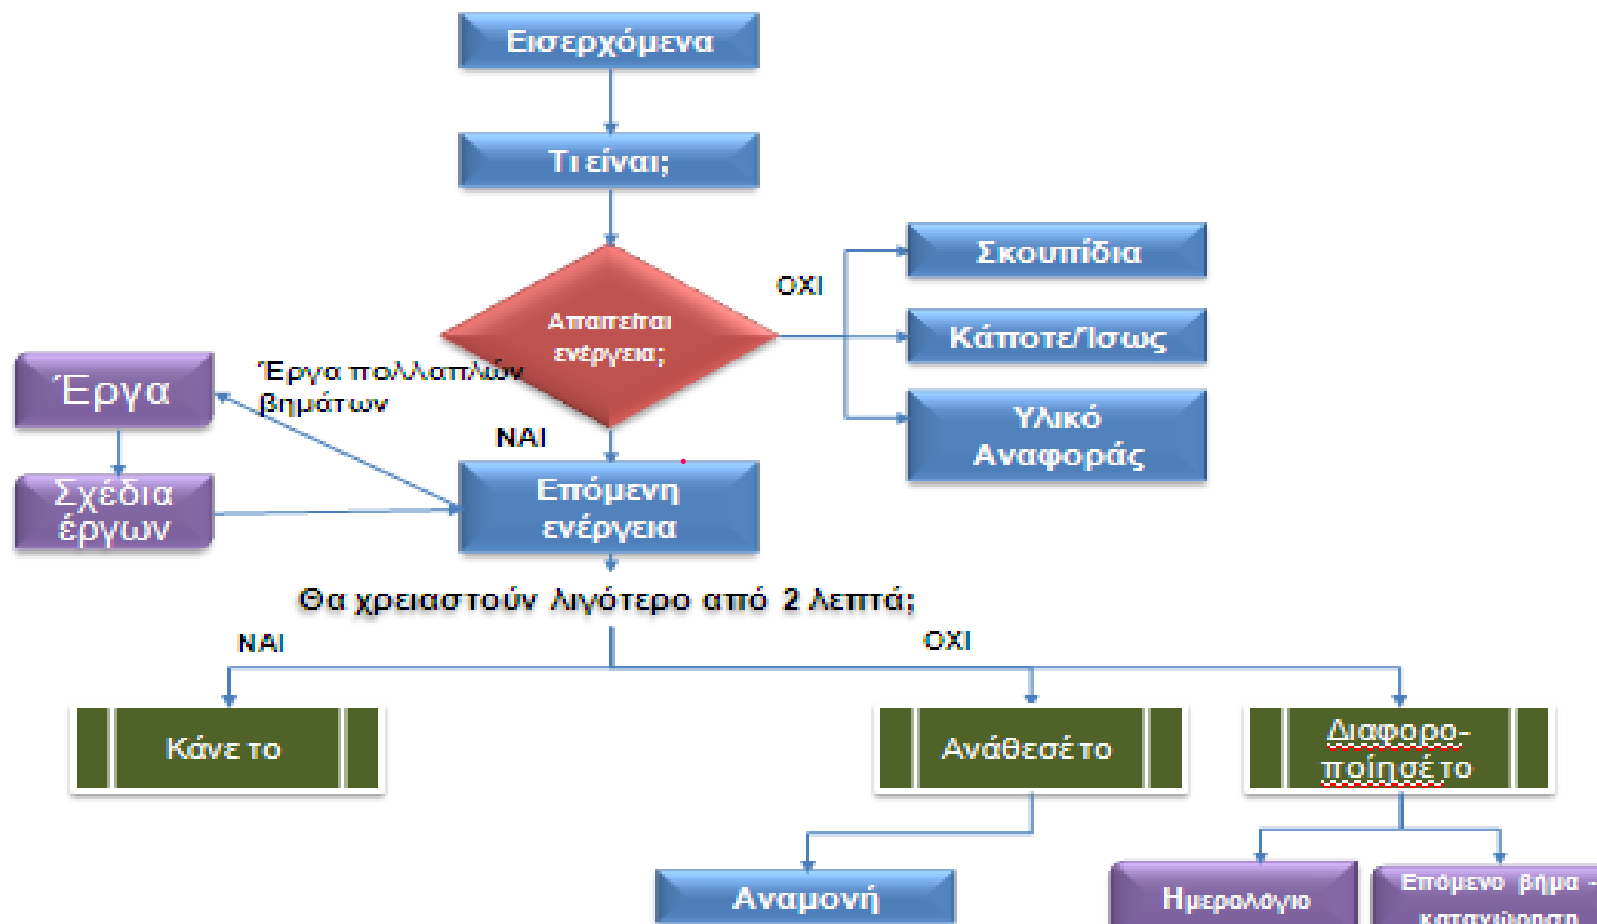 Εισερχόμενα
Τι είναι;
Σκουπίδια
ΟΧΙ
Απαιτείται
ενέργεια;
Κάποτε/Ίσως
Έργα
Έργα πολλαπλών
βημάτων
Υλικό
Αναφοράς
ΝΑΙ
Σχέδια
έργων
Επόμενη
ενέργεια
Θα χρειαστούν λιγότερο από 2 λεπτά;
ΝΑΙ
ΟΧΙ
Κάνε το
Ανάθεσέ το
Διαφορο-
ποίησέ το
Αναμονή
Ημερολόγιο
Επόμενο βήμα -
καταχώρηση